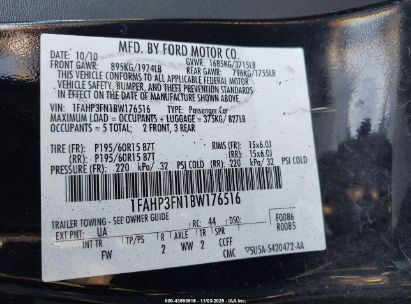 MFD. BY FORD MOTOR CO.
10/10
FRONT GAWR: 895KG/1974LB
GVWR: 1685KG/3715LB
REAR GAWR: 796KG/1755LB
THIS VEHICLE CONFORMS TO ALL APPLICABLE FEDERAL MOTOR
VEHICLE SAFETY, BUMPER, AND THEFT PREVENTION STANDARDS
IN EFFECT ON THE DATE OF MANUFACTURE SHOWN ABOVE.
VIN: 1FAHP3FN1BW176516 TYPE: Passenger Car
MAXIMUM LOAD = OCCUPANTS + LUGGAGE = 375KG/827LB
OCCUPANTS = 5 TOTAL: 2 FRONT, 3 REAR
TIRE (FR): P195/60R15 87T RIMS (FR): 15x6.0J
(RR): P195/60R15 87T (RR): 15x6.0J
PRESSURE (FR): 220 kPa/ 32 PSI COLD (RR): 220 kPa/ 32 PSI COLD
1FAHP3FN1BW176516
TRAILER TOWING - SEE OWNER GUIDE
EXT PNT: UA RC: 44 DSO:
F0086
R0085
INT TR TP/PS R AXLE TR SPR
FW 2 WW 2 CCFF
CMC
5U5A-5420472-AA